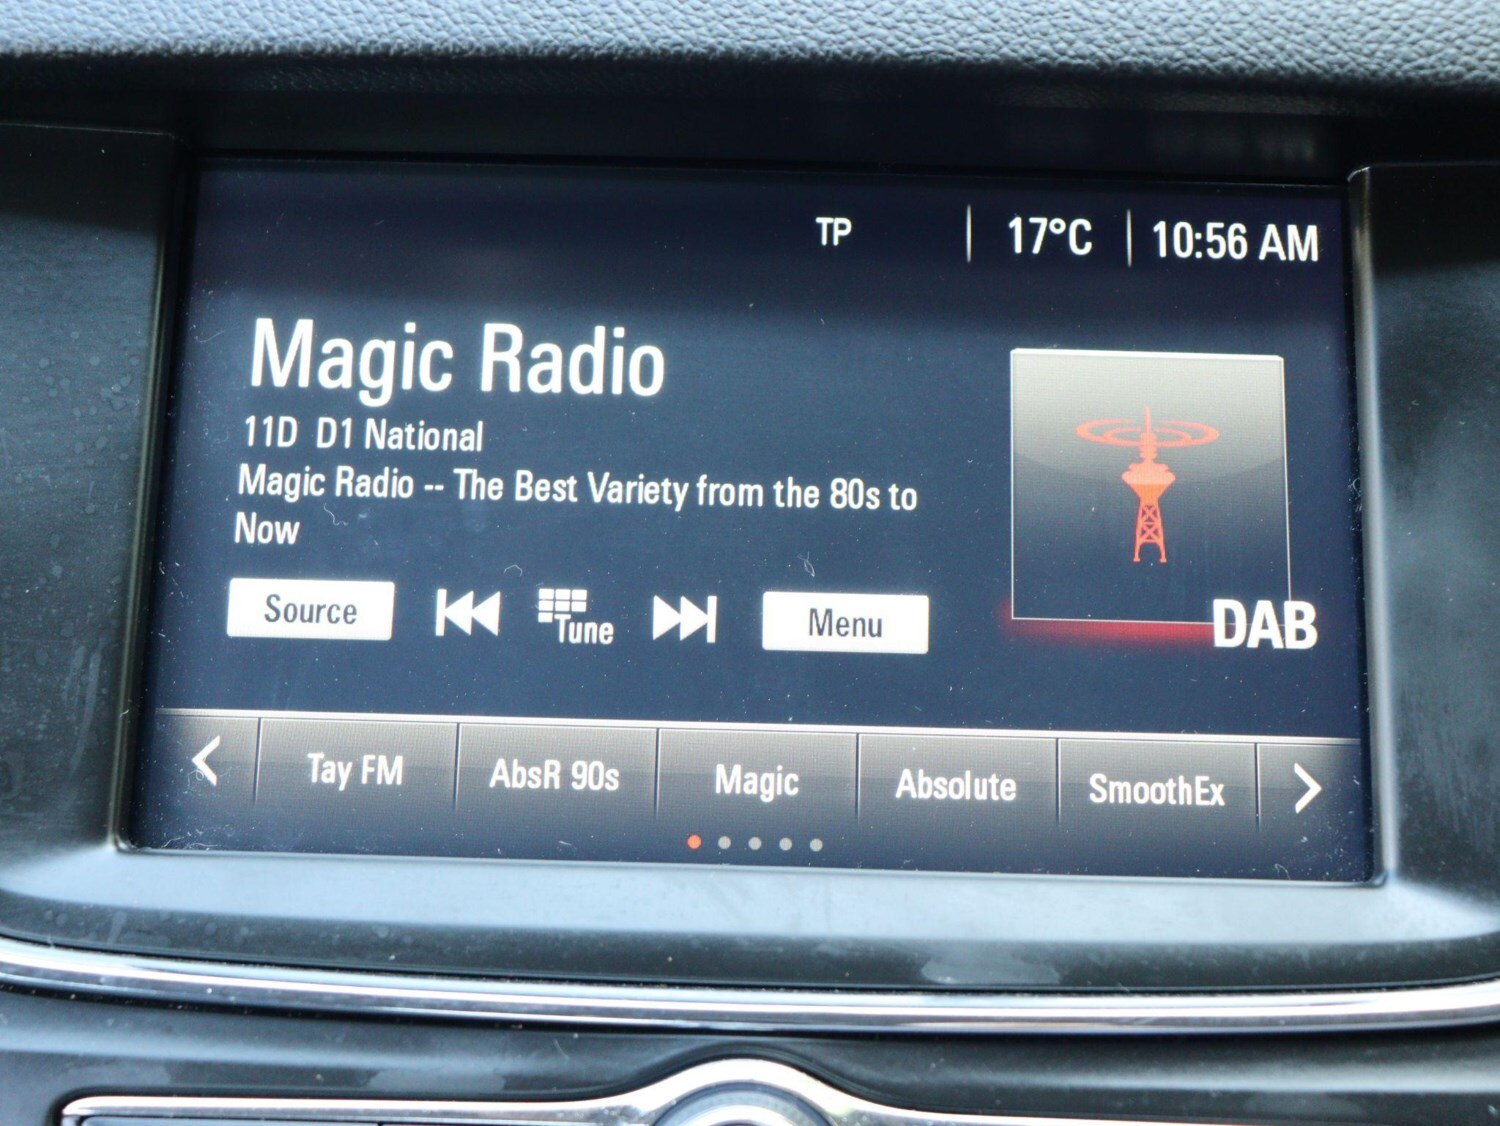 TP 17°C 10:56 AM
Magic Radio
11D D1 National
Magic Radio -- The Best Variety from the 80s to
Now
Source Tune Menu
DAB
Tay FM AbsR 90s Magic Absolute SmoothEx